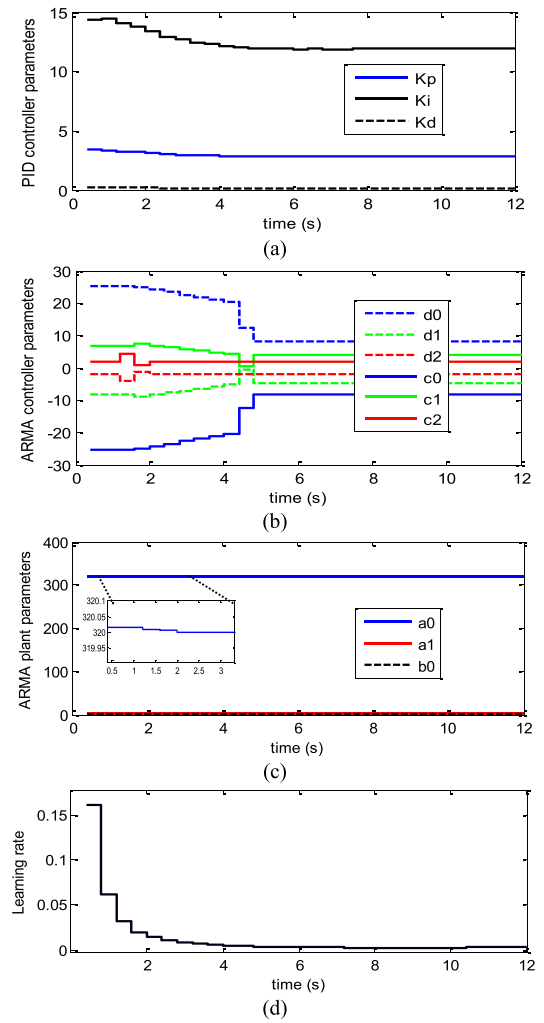 PID controller parameters
15
10
5
0
Kp
Ki
Kd
0 2 4 6 8 10 12
time (s)
(a)
ARMA controller parameters
30
20
10
0
-10
-20
-30
d0
d1
d2
c0
c1
c2
0 2 4 6 8 10 12
time (s)
(b)
ARMA plant parameters
400
300
200
100
0
320.1
320.05
320
319.95
0.5 1 1.5 2 2.5 3
a0
a1
b0
0 2 4 6 8 10 12
time (s)
(c)
Learning rate
0.15
0.1
0.05
0
2 4 6 8 10 12
time (s)
(d)